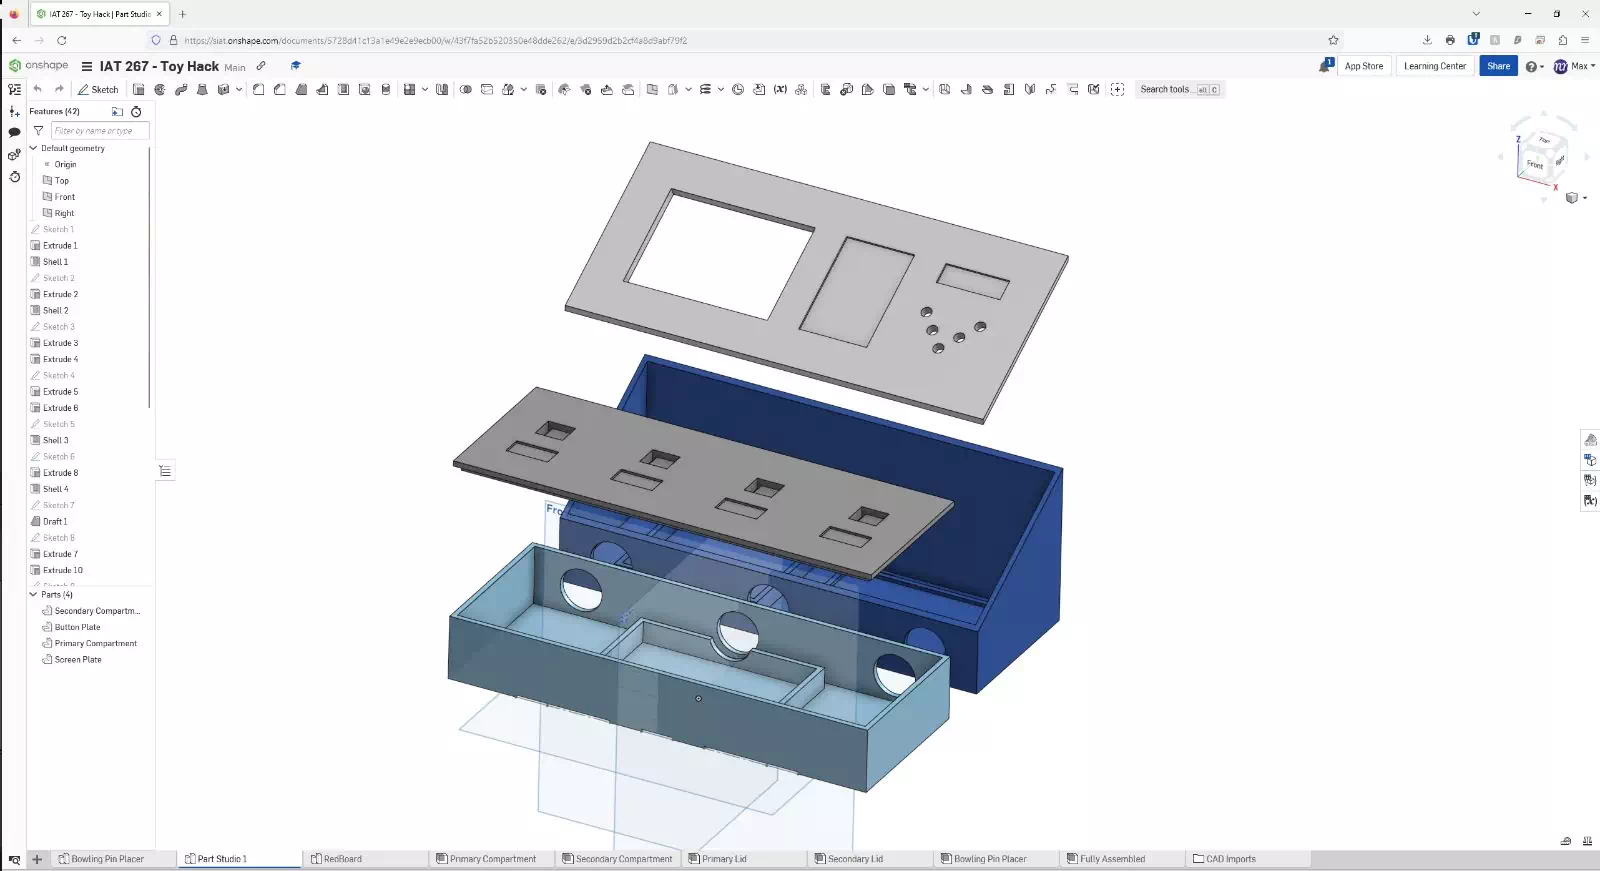 IAT 267 - Toy Hack | Part Studio
https://siat.onshape.com/documents/5728d41c13a1e49e2e9ecb00/w/43f7fa52b520350e48dde262/e/3d2959d2b2cf4a8d9abf79f2
onshape
IAT 267 - Toy Hack
Main
1
App Store
Learning Center
Share
Max
Sketch
Search tools...
alt
C
Features (42)
Filter by name or type
Default geometry
Origin
Top
Front
Right
Sketch 1
Extrude 1
Shell 1
Sketch 2
Extrude 2
Shell 2
Sketch 3
Extrude 3
Extrude 4
Sketch 4
Extrude 5
Extrude 6
Sketch 5
Shell 3
Sketch 6
Extrude 8
Shell 4
Sketch 7
Draft 1
Sketch 8
Extrude 7
Extrude 10
Parts (4)
Secondary Compartm...
Button Plate
Primary Compartment
Screen Plate
Fro
Z
Top
Front
X
Bowling Pin Placer
Part Studio 1
RedBoard
Primary Compartment
Secondary Compartment
Primary Lid
Secondary Lid
Bowling Pin Placer
Fully Assembled
CAD Imports